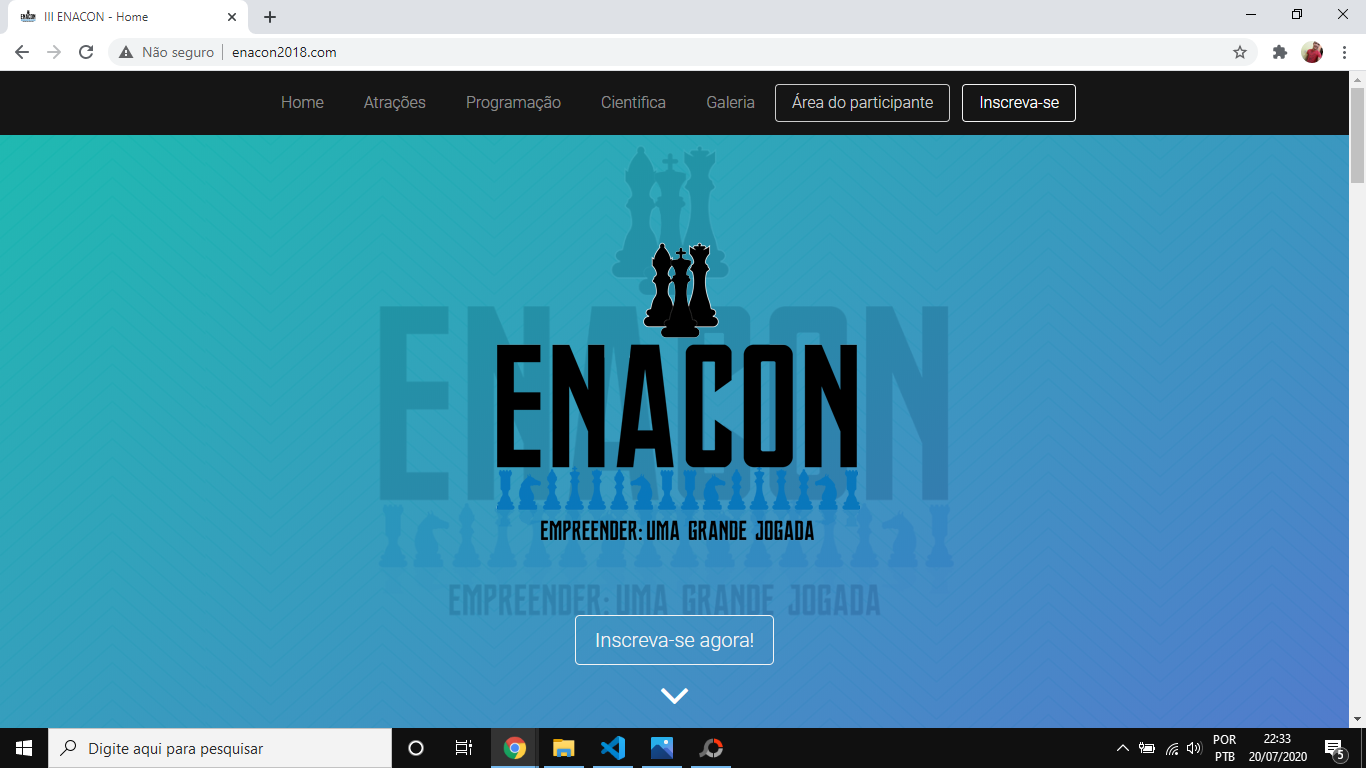 III ENACON - Home
Não seguro | enacon2018.com
Home Atrações Programação Cientifica Galeria Área do participante Inscreva-se
ENACON
ENACON
EMPREENDER: UMA GRANDE JOGADA
EMPREENDER: UMA GRANDE JOGADA
Inscreva-se agora!
Digite aqui para pesquisar
POR 22:33
PTB 20/07/2020 5